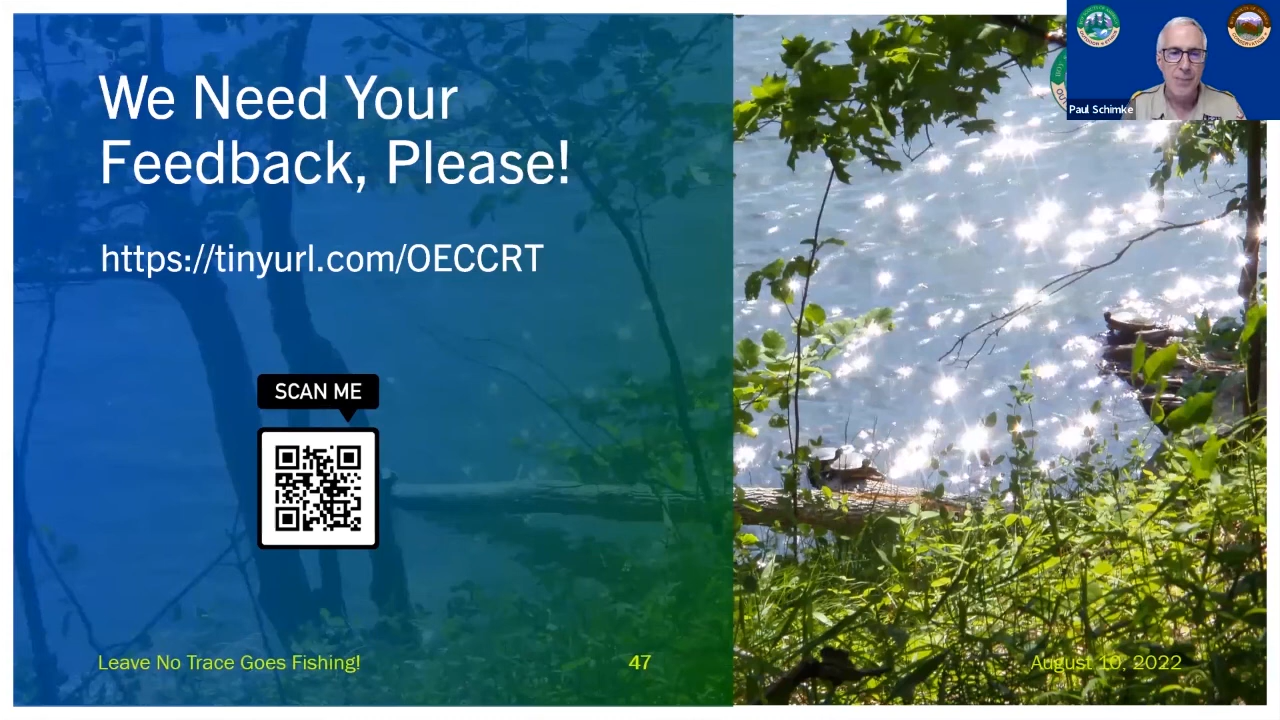 We Need Your
Feedback, Please!
https://tinyurl.com/OECCRT
SCAN ME
Leave No Trace Goes Fishing!
47
August 10, 2022
Paul Schimke